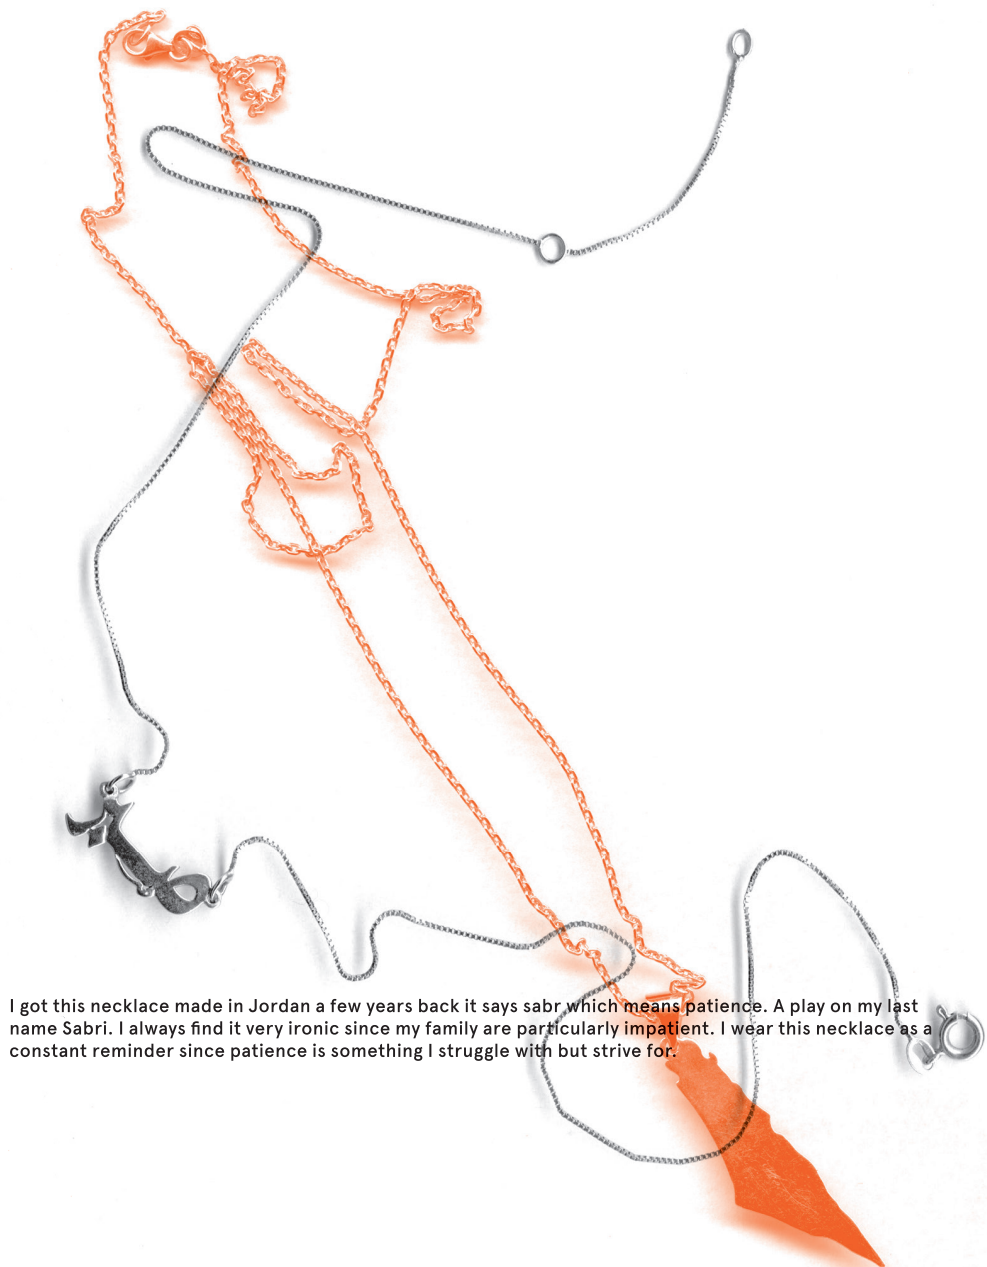 صبر
I got this necklace made in Jordan a few years back it says sabr which means patience. A play on my last
name Sabri. I always find it very ironic since my family are particularly impatient. I wear this necklace as a
constant reminder since patience is something I struggle with but strive for.